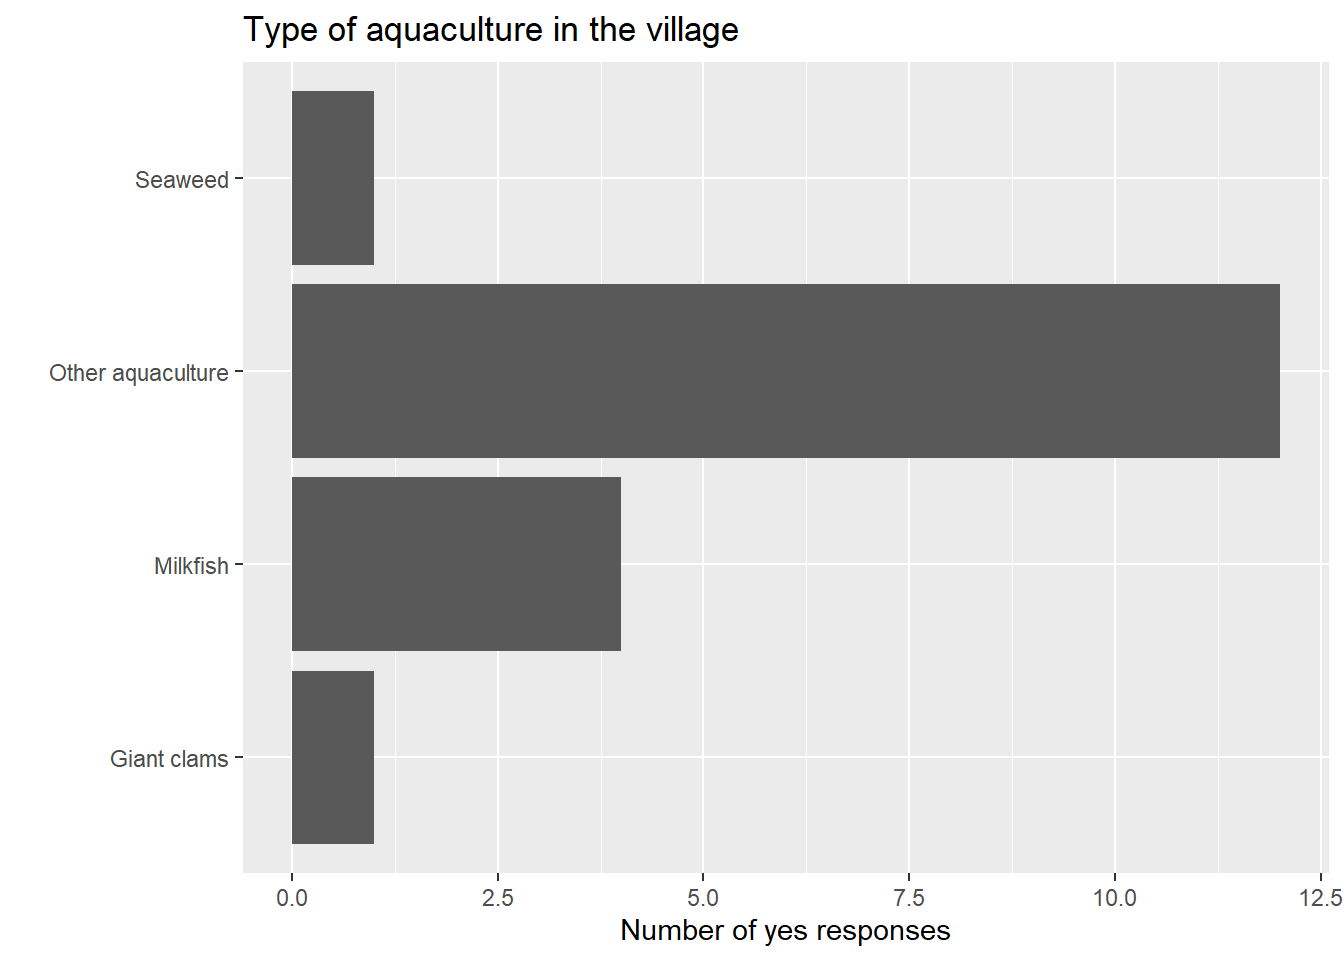 Type of aquaculture in the village
Seaweed
Other aquaculture
Milkfish
Giant clams
0.0 2.5 5.0 7.5 10.0 12.5
Number of yes responses